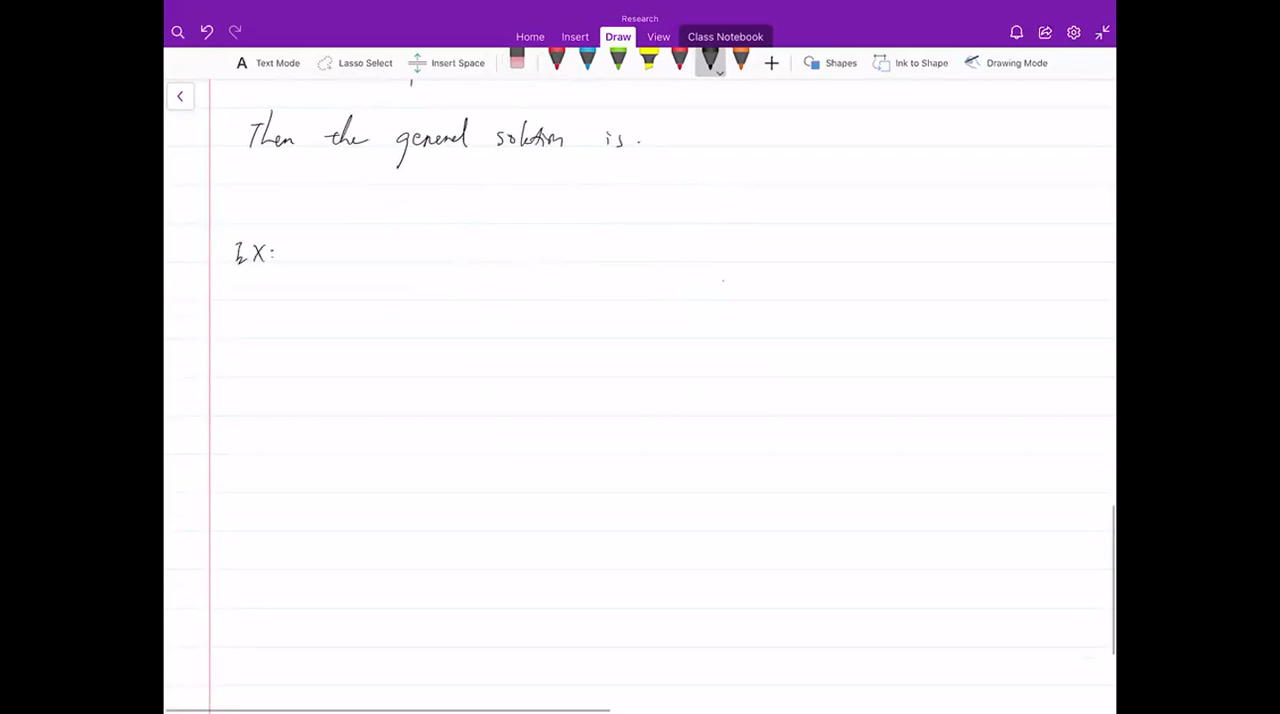 Research
Home Insert Draw View Class Notebook
A Text Mode Lasso Select Insert Space Shapes Ink to Shape Drawing Mode
Then the general solution is.
EX: